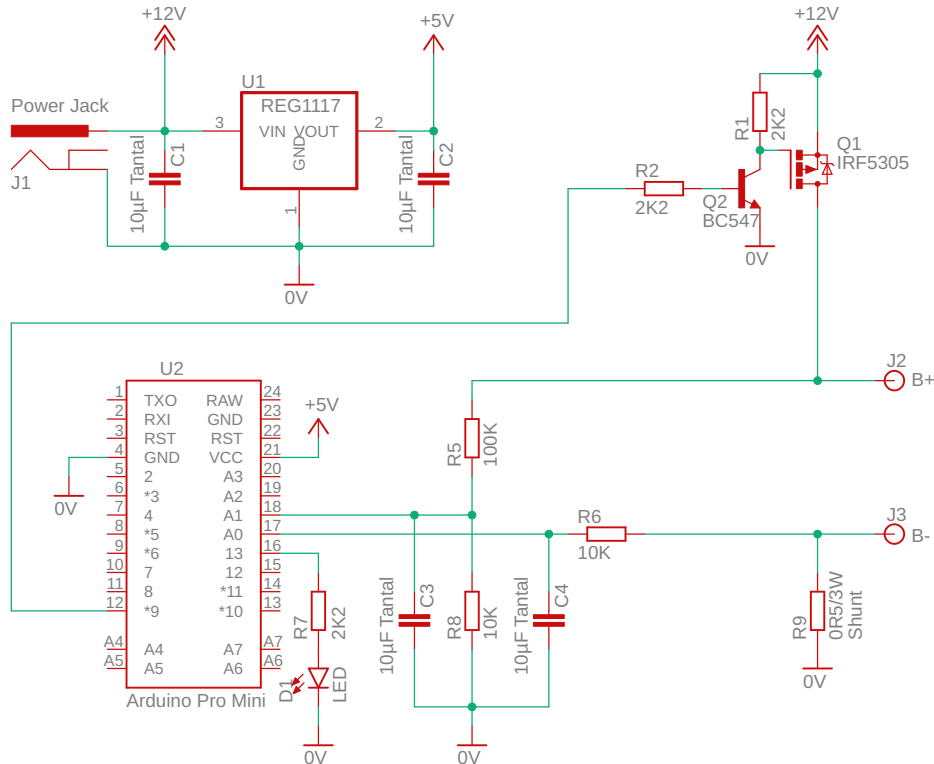 +12V
+5V
+12V
U1
REG1117
Power Jack
3
VIN VOUT
2
GND
1
J1
10µF Tantal
C1
10µF Tantal
C2
0V
R1
2K2
Q1
IRF5305
R2
2K2
Q2
BC547
0V
U2
1 TXO RAW 24
2 RXI GND 23
3 RST RST 22
4 GND VCC 21
5 2 A3 20
6 *3 A2 19
7 4 A1 18
8 *5 A0 17
9 *6 13 16
10 7 12 15
11 8 *11 14
12 *9 *10 13
A4 A4 A7 A7
A5 A5 A6 A6
Arduino Pro Mini
0V
+5V
R7
2K2
D1
LED
0V
R5
100K
J2
B+
R6
10K
J3
B-
10µF Tantal
C3
R8
10K
10µF Tantal
C4
0V
R9
0R5/3W
Shunt
0V